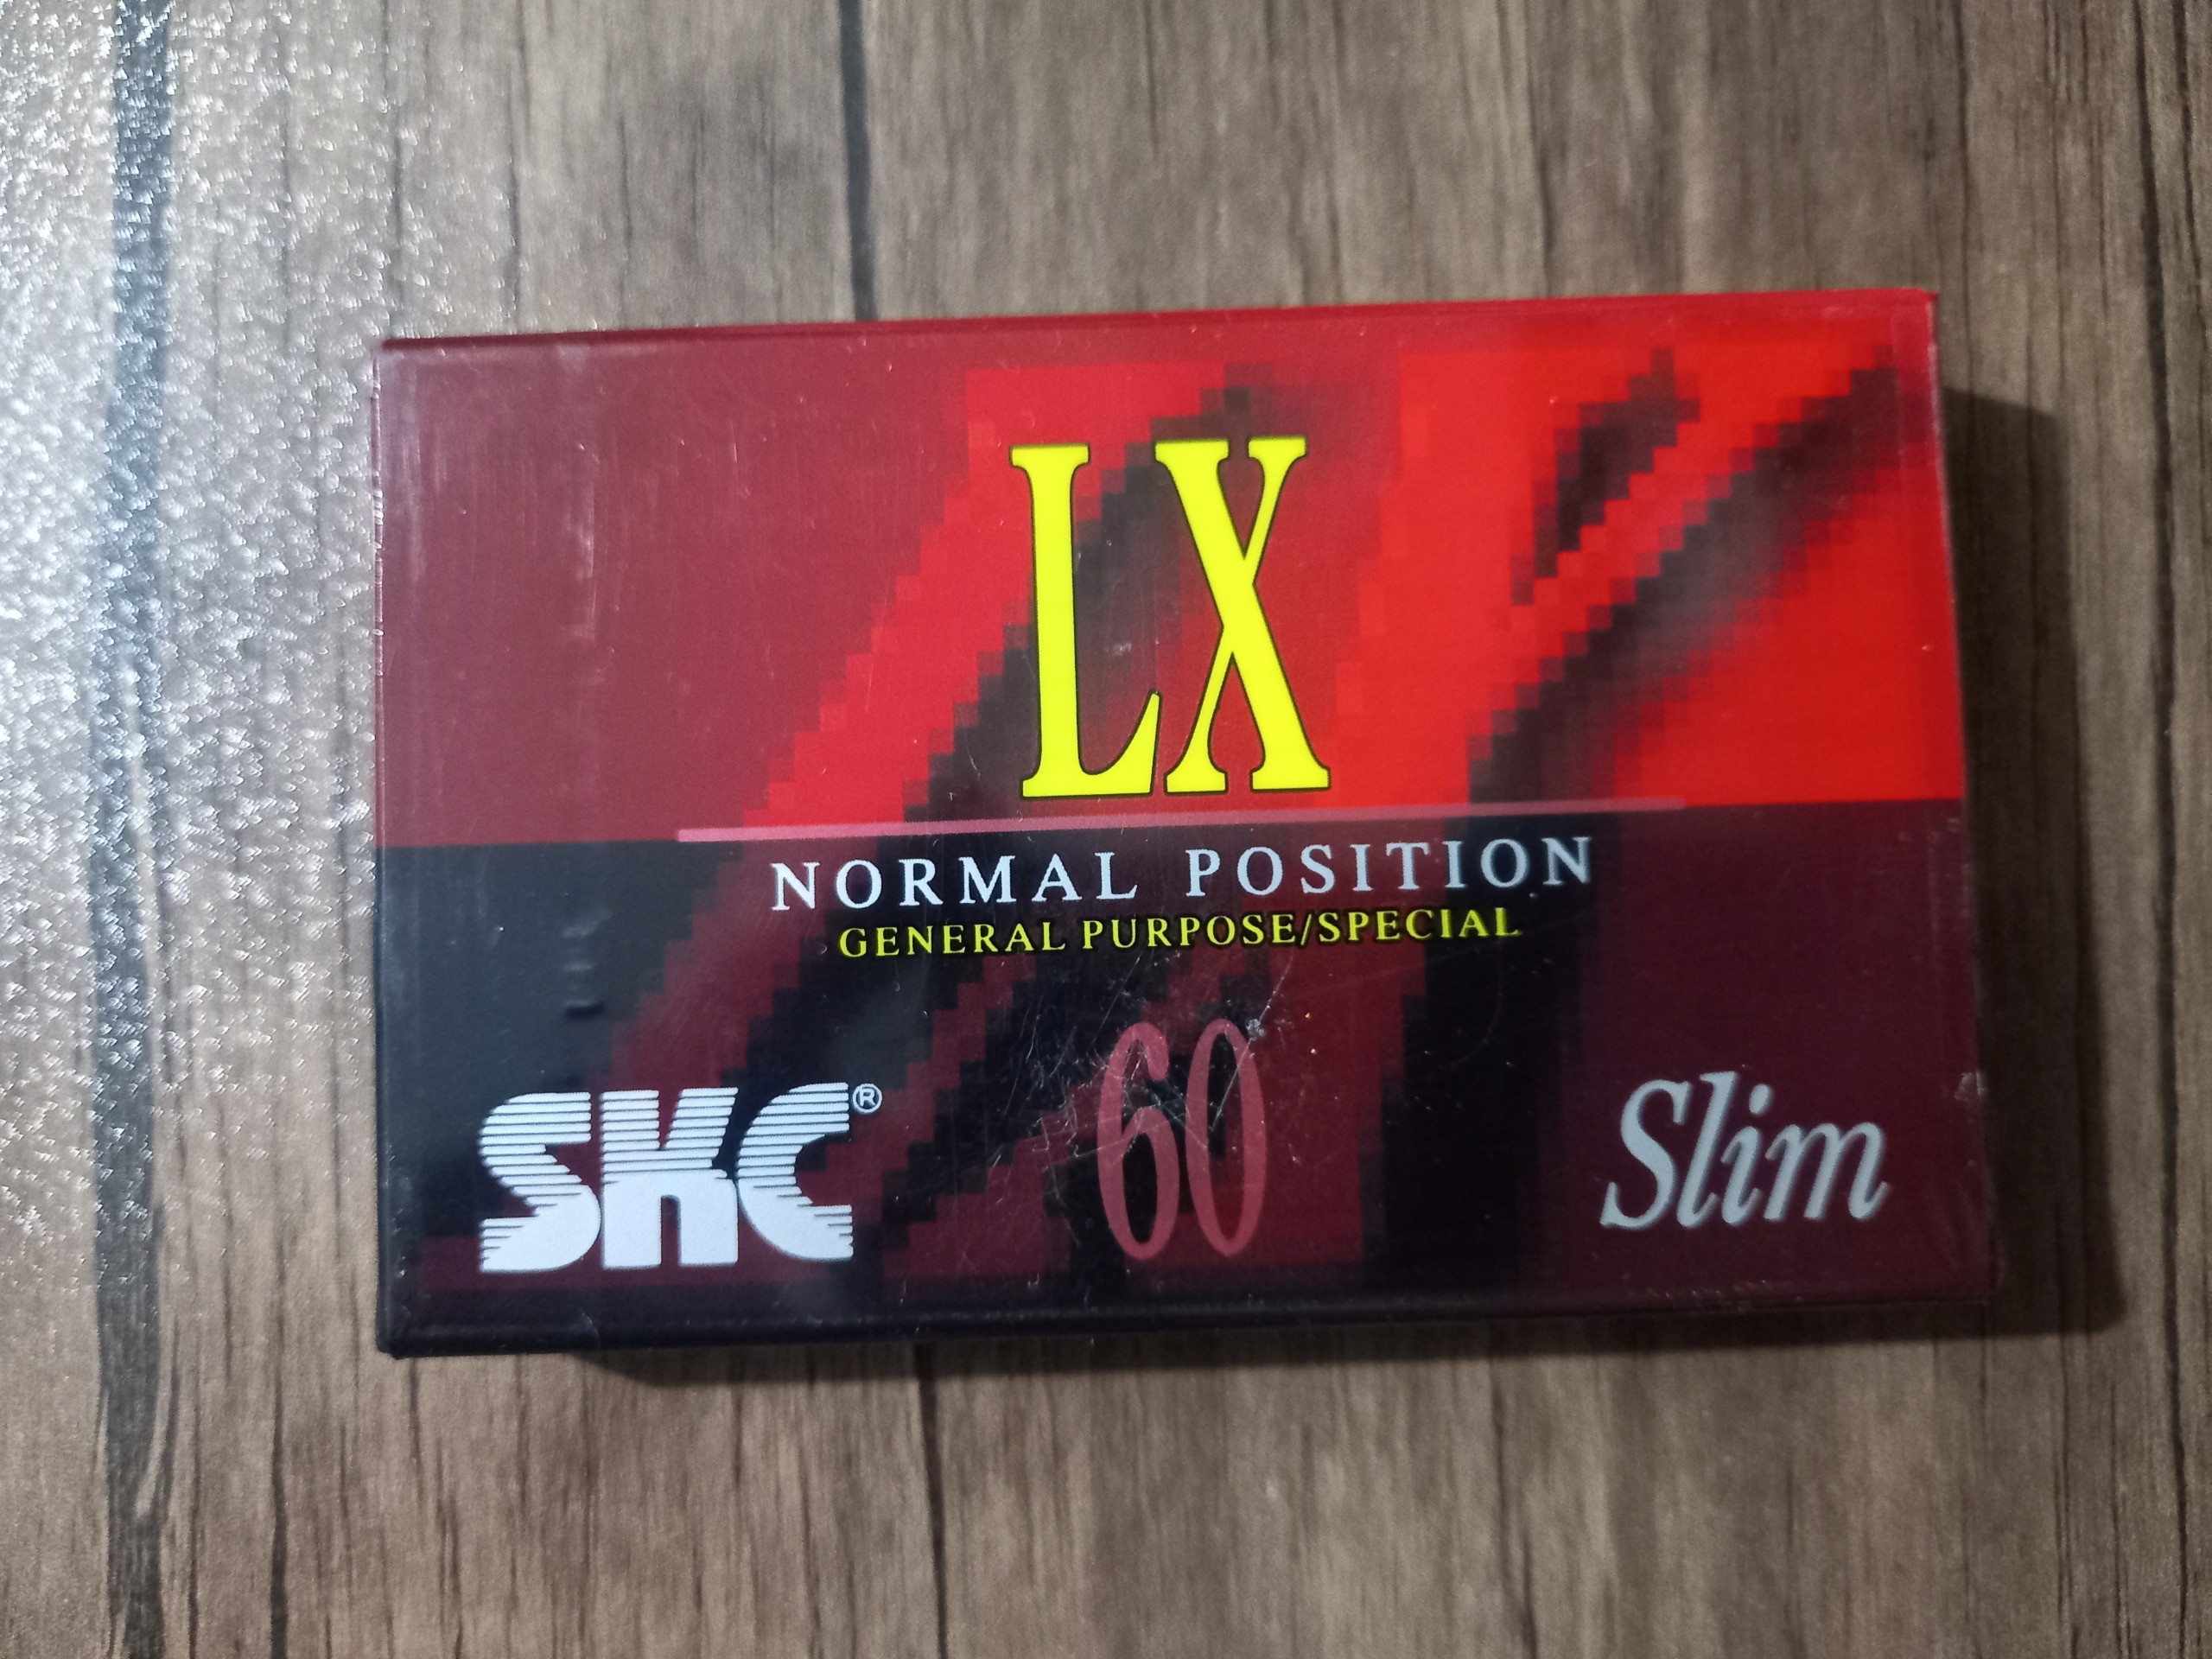 LX
NORMAL POSITION
GENERAL PURPOSE/SPECIAL
SKC®
60
Slim